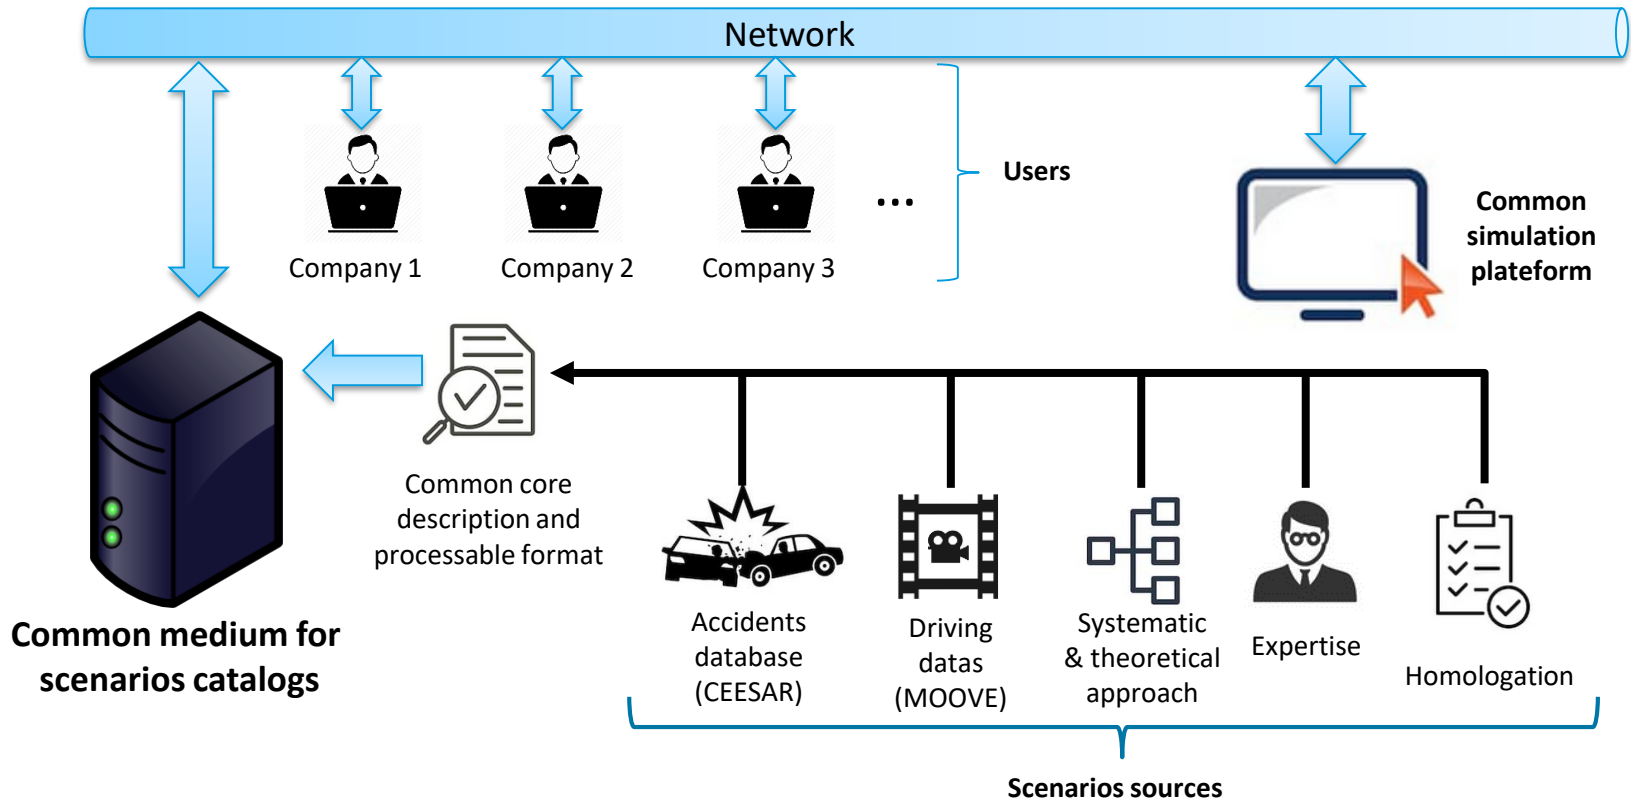 Network
Users
Company 1
Company 2
Company 3
...
Common
simulation
plateform
Common core
description and
processable format
Common medium for
scenarios catalogs
Accidents
database
(CEESAR)
Driving
datas
(MOOVE)
Systematic
& theoretical
approach
Expertise
Homologation
Scenarios sources